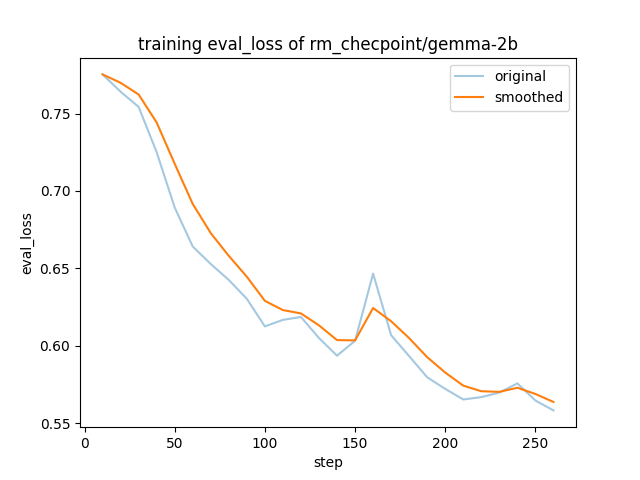 training eval_loss of rm_checpoint/gemma-2b
original
smoothed
eval_loss
0.75
0.70
0.65
0.60
0.55
0
50
100
150
200
250
step